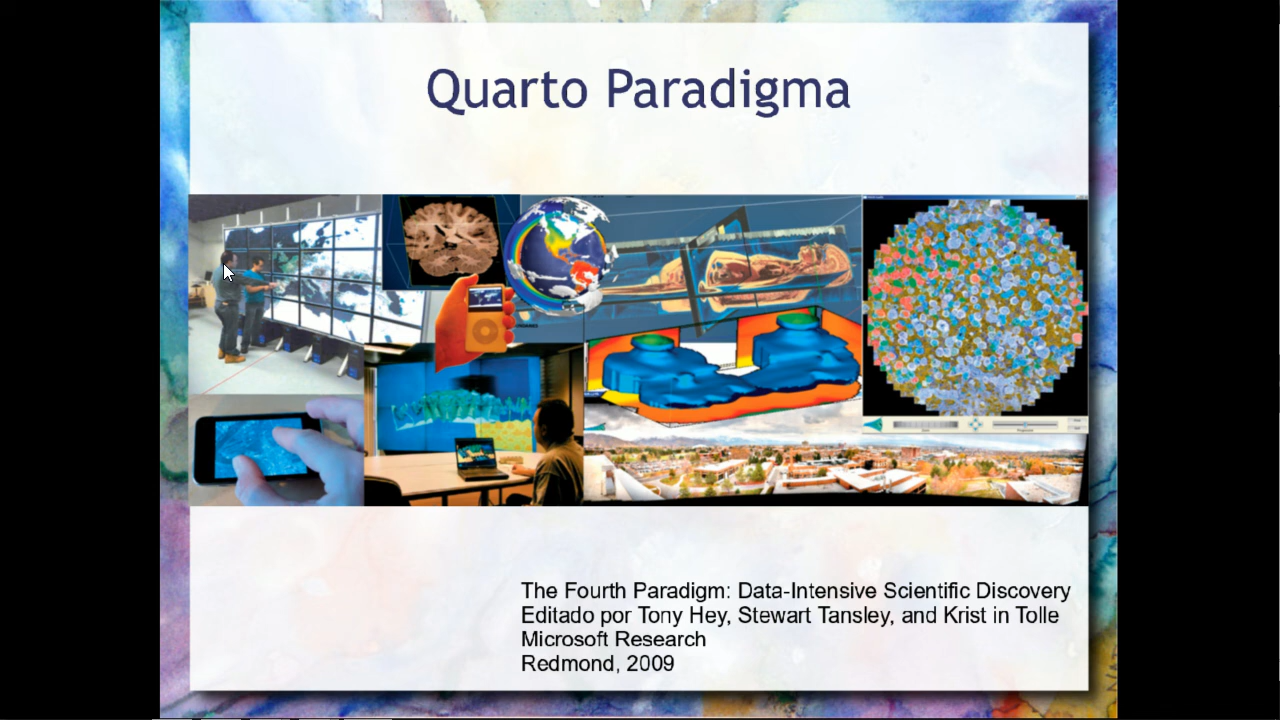 Quarto Paradigma
The Fourth Paradigm: Data-Intensive Scientific Discovery
Editado por Tony Hey, Stewart Tansley, and Krist in Tolle
Microsoft Research
Redmond, 2009